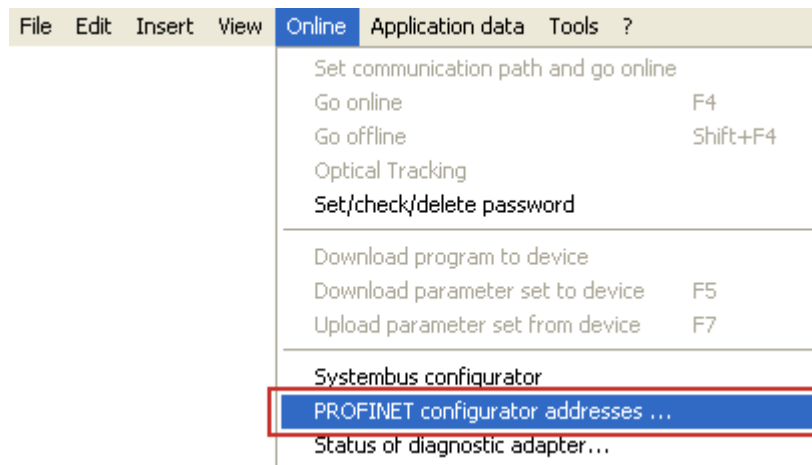 File Edit Insert View Online Application data Tools ?
Set communication path and go online
Go online F4
Go offline Shift+F4
Optical Tracking
Set/check/delete password
Download program to device
Download parameter set to device F5
Upload parameter set from device F7
Systembus configurator
PROFINET configurator addresses ...
Status of diagnostic adapter...